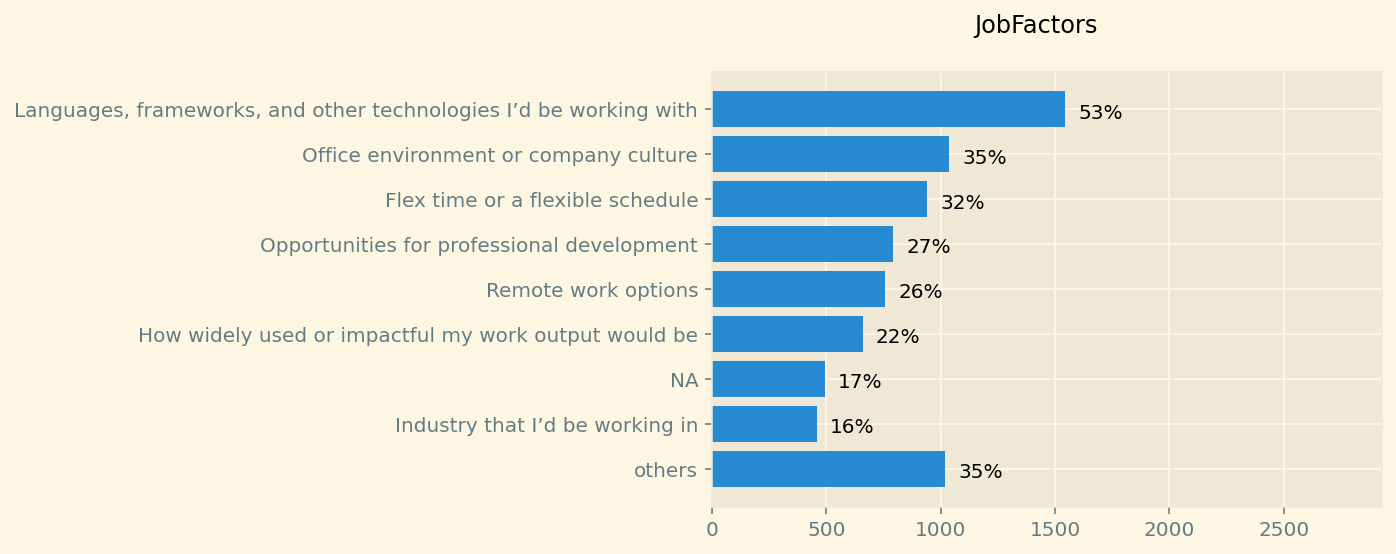 JobFactors
Languages, frameworks, and other technologies I’d be working with 53%
Office environment or company culture 35%
Flex time or a flexible schedule 32%
Opportunities for professional development 27%
Remote work options 26%
How widely used or impactful my work output would be 22%
NA 17%
Industry that I’d be working in 16%
others 35%
0 500 1000 1500 2000 2500